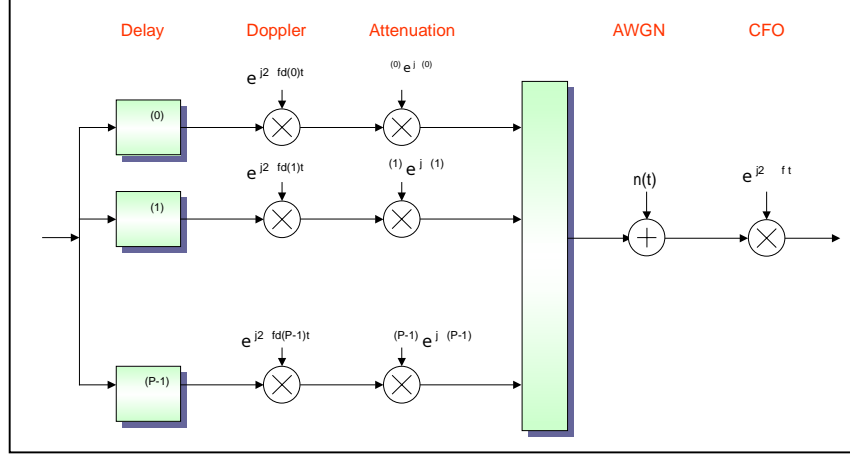 Delay Doppler Attenuation AWGN CFO
e j2 fd(0)t
(0) e j (0)
(0)
e j2 fd(1)t
(1) e j (1)
n(t)
e j2 f t
(1)
e j2 fd(P-1)t
(P-1) e j (P-1)
(P-1)